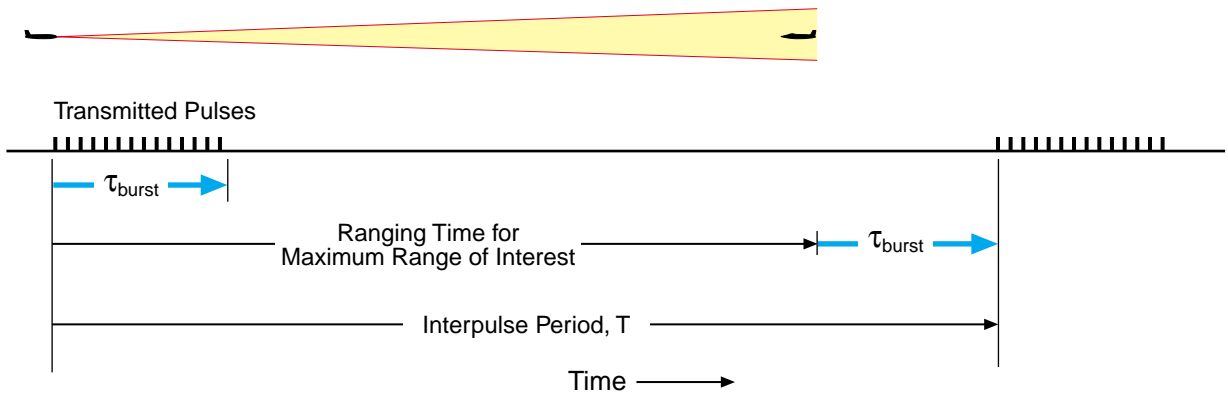 Transmitted Pulses
τburst
Ranging Time for
Maximum Range of Interest
τburst
Interpulse Period, T
Time